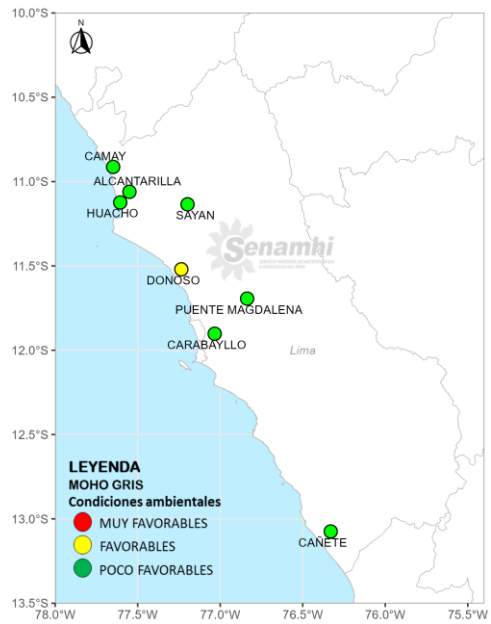 10.0°S
N
10.5°S
CAMAY
11.0°S
ALCANTARILLA
HUACHO
SAYAN
Senamhi
11.5°S
DONOSO
PUENTE MAGDALENA
12.0°S
CARABAYLLO
Lima
12.5°S
LEYENDA
MOHO GRIS
Condiciones ambientales
MUY FAVORABLES
FAVORABLES
POCO FAVORABLES
13.0°S
CAÑETE
13.5°S
78.0°W
77.5°W
77.0°W
76.5°W
76.0°W
75.5°W